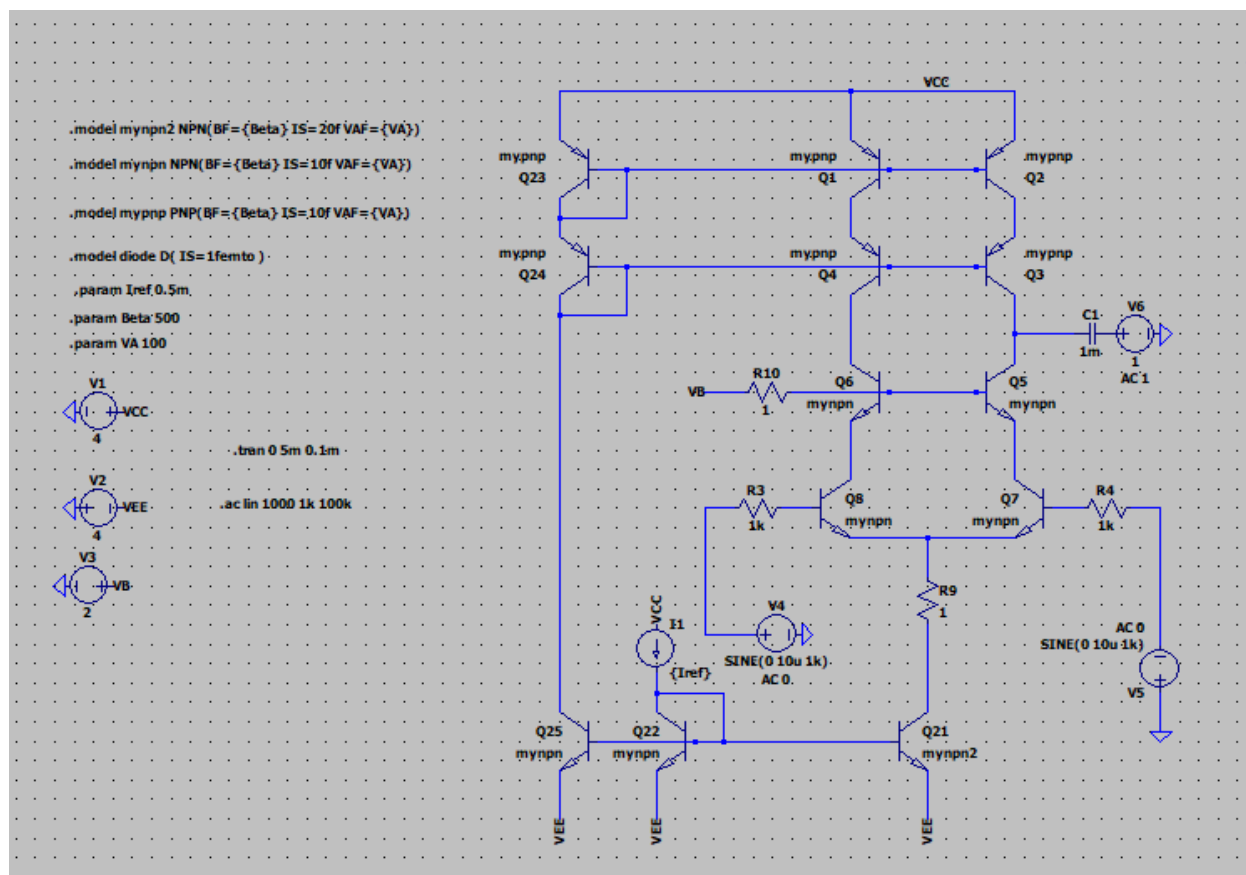 VCC
.model mynpn2 NPN(BF={Beta} IS=20f VAF={VA})
.model mynpn NPN(BF={Beta} IS=10f VAF={VA})
.model mypnp PNP(BF={Beta} IS=10f VAF={VA})
.model diode D( IS=1femto )
.param Iref 0.5m
.param Beta 500
.param VA 100
V1
VCC
4
V2
VEE
4
V3
VB
2
.tran 0 5m 0.1m
.ac lin 1000 1k 100k
mypnp
Q23
mypnp
Q1
mypnp
Q2
mypnp
Q24
mypnp
Q4
mypnp
Q3
C1
1m
V6
1
AC 1
VB
R10
1
Q6
mynpn
Q5
mynpn
R3
1k
Q8
mynpn
Q7
mynpn
R4
1k
R9
1
VCC
I1
{Iref}
V4
SINE(0 10u 1k)
AC 0
AC 0
SINE(0 10u 1k)
V5
Q25
mynpn
Q22
mynpn
Q21
mynpn2
VEE
VEE
VEE